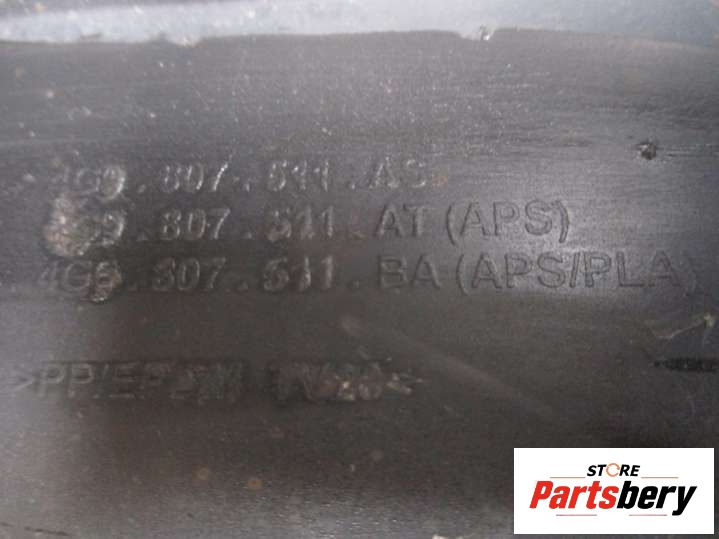 4G9.807.511.AS
4G9.807.511.AT (APS)
4G9.807.511.BA (APS/PLA)
>PP/EPDM TV20<
STORE
Partsbery